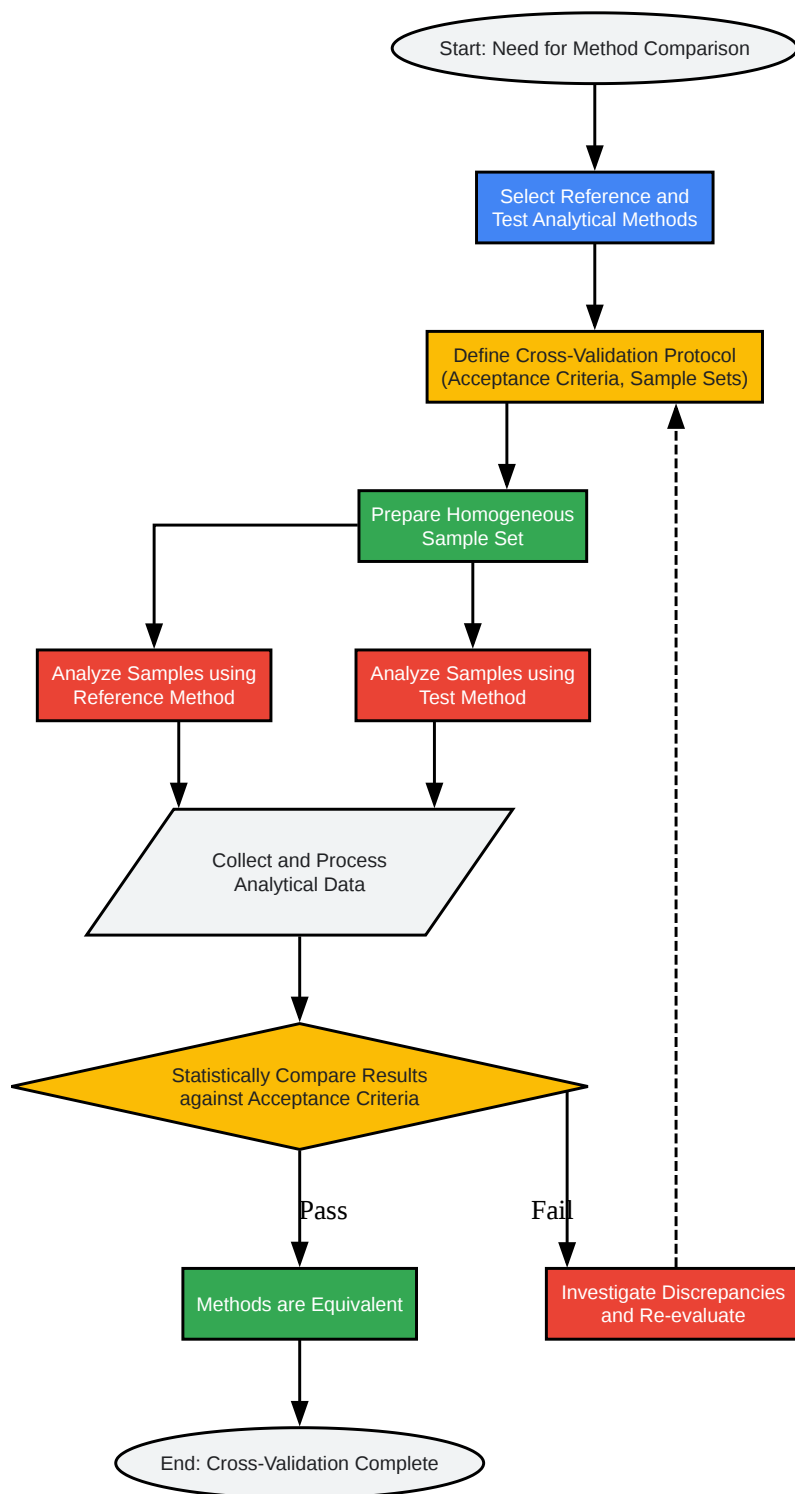 Start: Need for Method Comparison
Select Reference and
Test Analytical Methods
Define Cross-Validation Protocol
(Acceptance Criteria, Sample Sets)
Prepare Homogeneous
Sample Set
Analyze Samples using
Reference Method
Analyze Samples using
Test Method
Collect and Process
Analytical Data
Statistically Compare Results
against Acceptance Criteria
Pass
Fail
Methods are Equivalent
Investigate Discrepancies
and Re-evaluate
End: Cross-Validation Complete